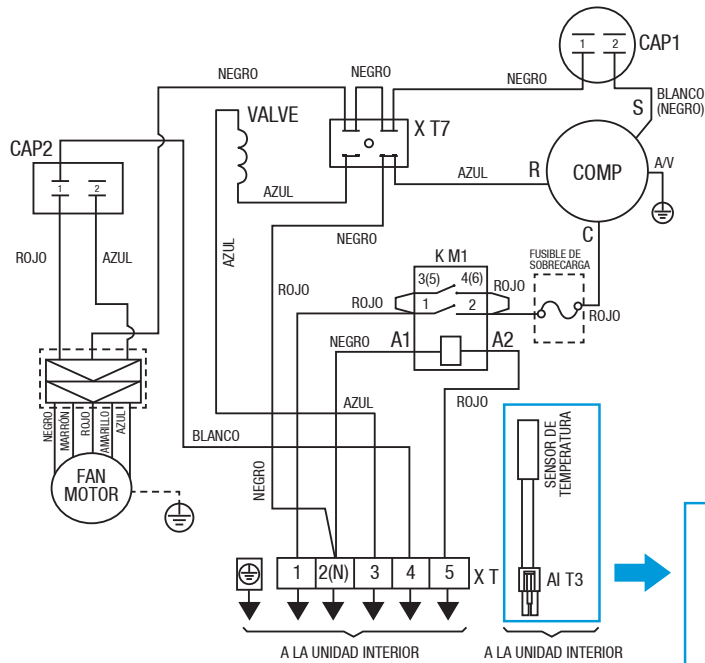 CAP1
1 2
NEGRO
NEGRO
NEGRO
BLANCO
(NEGRO)
S
VALVE
X T7
CAP2
1 2
AZUL
AZUL
R
COMP
A/V
C
NEGRO
ROJO
AZUL
AZUL
K M1
FUSIBLE DE
SOBRECARGA
3(5) 4(6)
ROJO
ROJO
ROJO
1 2
ROJO
NEGRO
A1
A2
NEGRO
MARRÓN
ROJO
AMARILLO
AZUL
AZUL
ROJO
BLANCO
NEGRO
FAN
MOTOR
SENSOR DE
TEMPERATURA
1 2(N) 3 4 5
X T
AI T3
A LA UNIDAD INTERIOR
A LA UNIDAD INTERIOR